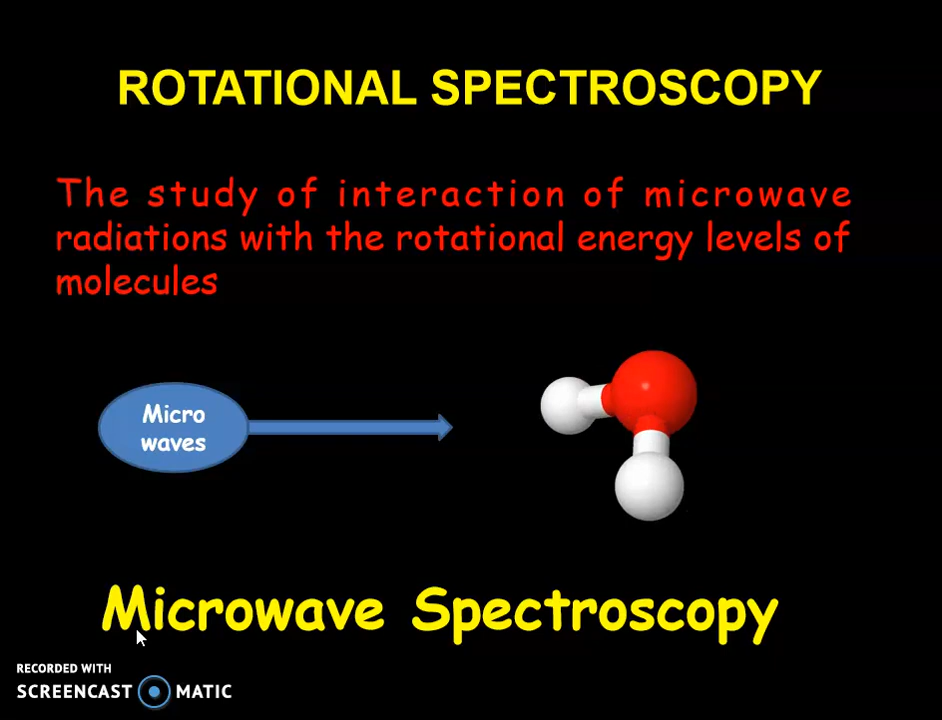 ROTATIONAL SPECTROSCOPY
The study of interaction of microwave
radiations with the rotational energy levels of
molecules
Micro
waves
Microwave Spectroscopy
RECORDED WITH
SCREENCAST MATIC